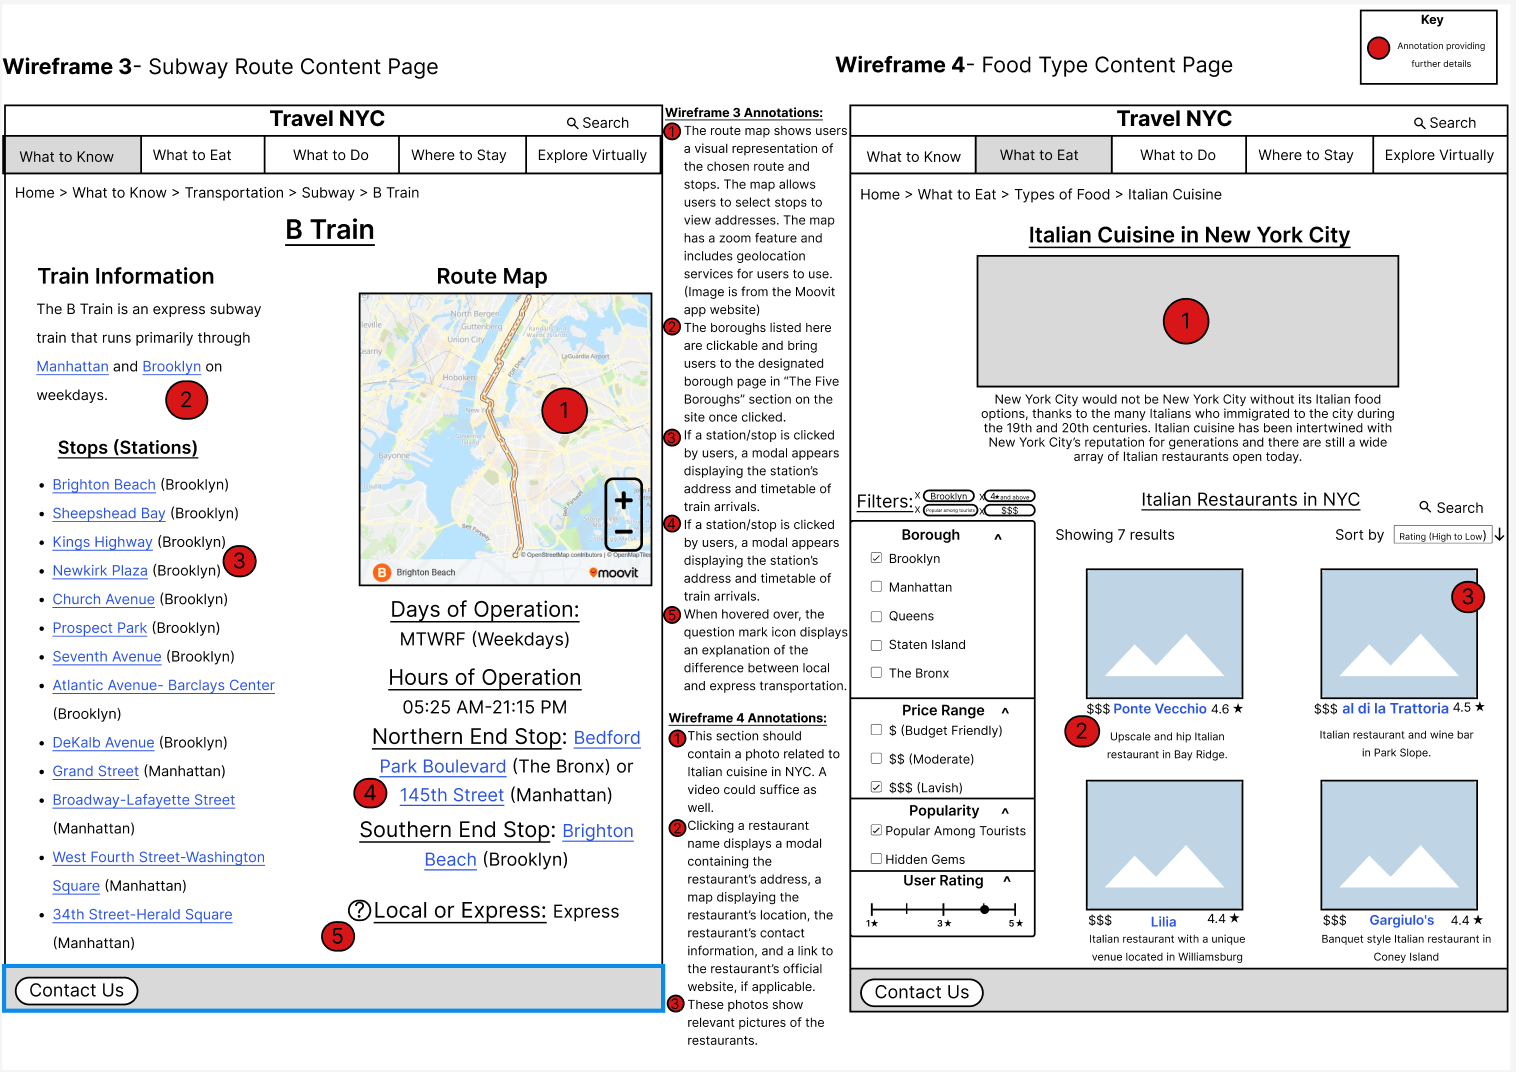 Key
Annotation providing
further details
Wireframe 3- Subway Route Content Page
Travel NYC
Search
What to Know
What to Eat
What to Do
Where to Stay
Explore Virtually
Home > What to Know > Transportation > Subway > B Train
B Train
Train Information
The B Train is an express subway
train that runs primarily through
Manhattan and Brooklyn on
weekdays.
2
Stops (Stations)
• Brighton Beach (Brooklyn)
• Sheepshead Bay (Brooklyn)
• Kings Highway (Brooklyn)
• Newkirk Plaza (Brooklyn)
3
• Church Avenue (Brooklyn)
• Prospect Park (Brooklyn)
• Seventh Avenue (Brooklyn)
• Atlantic Avenue- Barclays Center
(Brooklyn)
• DeKalb Avenue (Brooklyn)
• Grand Street (Manhattan)
• Broadway-Lafayette Street
(Manhattan)
• West Fourth Street-Washington
Square (Manhattan)
• 34th Street-Herald Square
(Manhattan)
Route Map
North Bergen
Guttenberg
Union City
LaGuardia Airport
Hoboken
1
+
−
© OpenStreetMap contributors | © OpenMapTiles
B Brighton Beach
moovit
Days of Operation:
MTWRF (Weekdays)
Hours of Operation
05:25 AM-21:15 PM
Northern End Stop: Bedford
Park Boulevard (The Bronx) or
4
145th Street (Manhattan)
Southern End Stop: Brighton
Beach (Brooklyn)
? Local or Express: Express
5
Contact Us
Wireframe 3 Annotations:
1 The route map shows users
a visual representation of
the chosen route and
stops. The map allows
users to select stops to
view addresses. The map
has a zoom feature and
includes geolocation
services for users to use.
(Image is from the Moovit
app website)
2 The boroughs listed here
are clickable and bring
users to the designated
borough page in “The Five
Boroughs” section on the
site once clicked.
3 If a station/stop is clicked
by users, a modal appears
displaying the station’s
address and timetable of
train arrivals.
4 If a station/stop is clicked
by users, a modal appears
displaying the station’s
address and timetable of
train arrivals.
5 When hovered over, the
question mark icon displays
an explanation of the
difference between local
and express transportation.
Wireframe 4 Annotations:
1 This section should
contain a photo related to
Italian cuisine in NYC. A
video could suffice as
well.
2 Clicking a restaurant
name displays a modal
containing the
restaurant’s address, a
map displaying the
restaurant’s location, the
restaurant’s contact
information, and a link to
the restaurant’s official
website, if applicable.
3 These photos show
relevant pictures of the
restaurants.
Wireframe 4- Food Type Content Page
Travel NYC
Search
What to Know
What to Eat
What to Do
Where to Stay
Explore Virtually
Home > What to Eat > Types of Food > Italian Cuisine
Italian Cuisine in New York City
1
New York City would not be New York City without its Italian food
options, thanks to the many Italians who immigrated to the city during
the 19th and 20th centuries. Italian cuisine has been intertwined with
New York City’s reputation for generations and there are still a wide
array of Italian restaurants open today.
Filters:
X Brooklyn
X 4★ and above
X Popular among tourists
X $$$
Borough ^
Brooklyn
Manhattan
Queens
Staten Island
The Bronx
Price Range ^
$ (Budget Friendly)
$$ (Moderate)
$$$ (Lavish)
Popularity ^
Popular Among Tourists
Hidden Gems
User Rating ^
1★ 3★ 5★
Italian Restaurants in NYC
Search
Showing 7 results
Sort by Rating (High to Low) ↓
3
$$$ Ponte Vecchio 4.6 ★
2
Upscale and hip Italian
restaurant in Bay Ridge.
$$$ al di la Trattoria 4.5 ★
Italian restaurant and wine bar
in Park Slope.
$$$ Lilia 4.4 ★
Italian restaurant with a unique
venue located in Williamsburg
$$$ Gargiulo's 4.4 ★
Banquet style Italian restaurant in
Coney Island
Contact Us